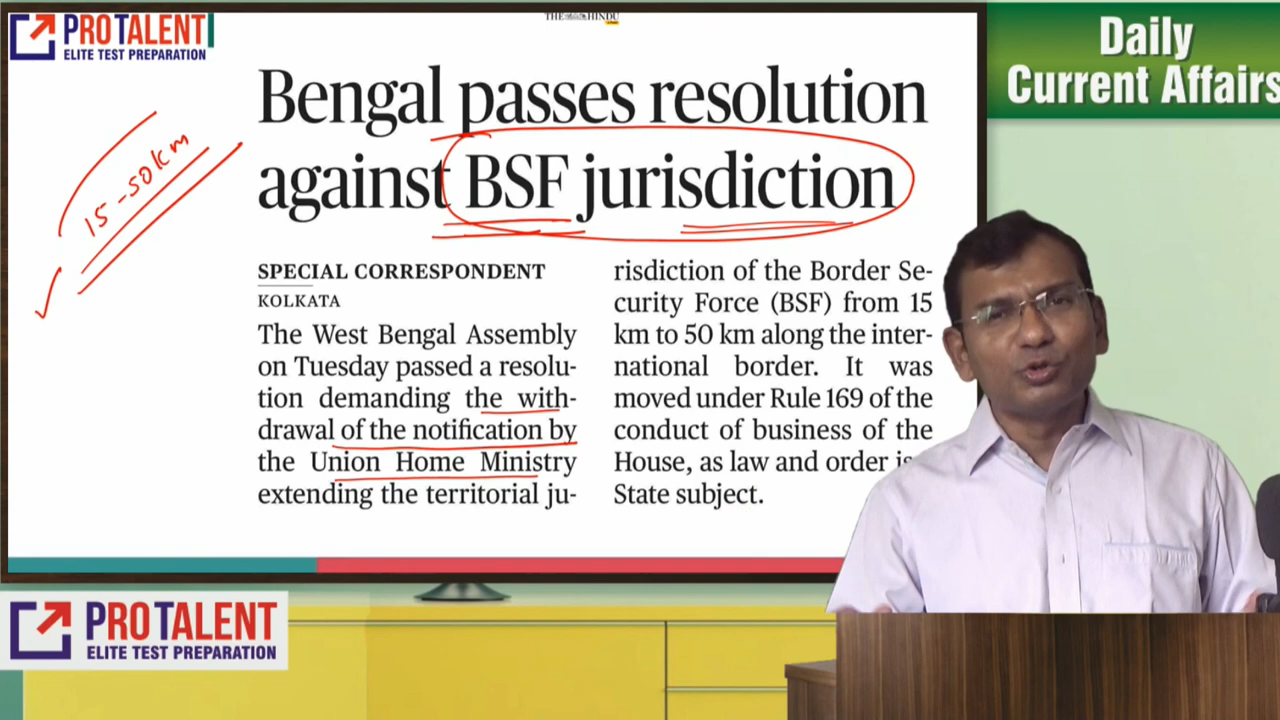 PROTALENT
ELITE TEST PREPARATION
THE HINDU
Daily
Current Affairs
Bengal passes resolution
against BSF jurisdiction
15-50km
SPECIAL CORRESPONDENT
KOLKATA
The West Bengal Assembly
on Tuesday passed a resolu-
tion demanding the with-
drawal of the notification by
the Union Home Ministry
extending the territorial ju-
risdiction of the Border Se-
curity Force (BSF) from 15
km to 50 km along the inter-
national border. It was
moved under Rule 169 of the
conduct of business of the
House, as law and order is
State subject.
PROTALENT
ELITE TEST PREPARATION